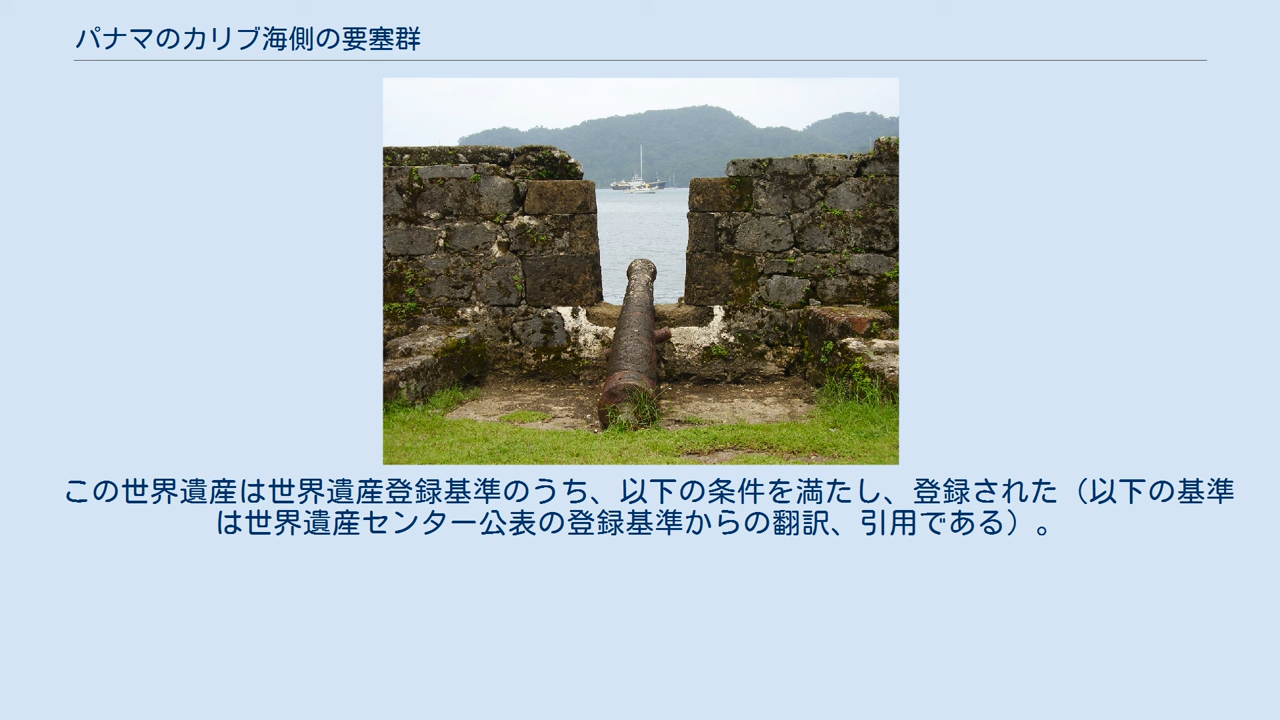 パナマのカリブ海側の要塞群
この世界遺産は世界遺産登録基準のうち、以下の条件を満たし、登録された（以下の基準
は世界遺産センター公表の登録基準からの翻訳、引用である）。